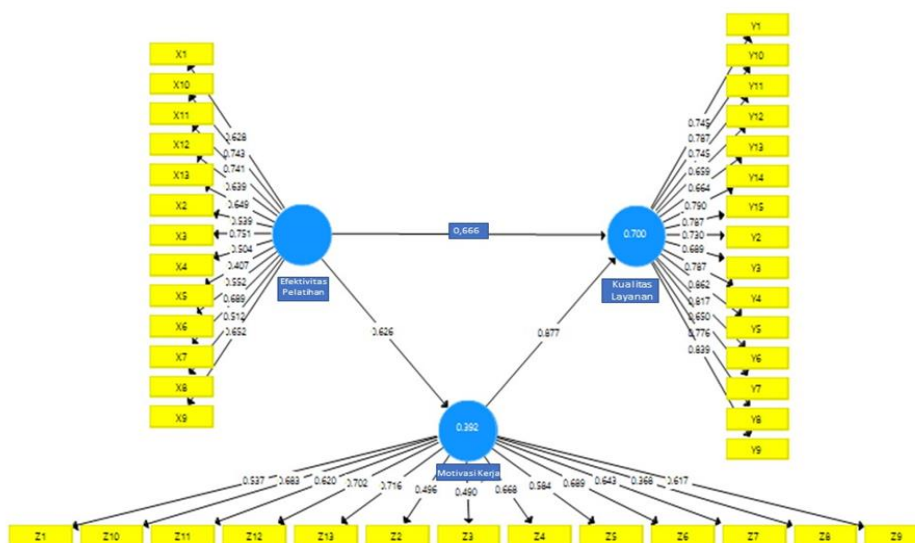 X1
X10
X11
X12
X13
X2
X3
X4
X5
X6
X7
X8
X9
0.628
0.743
0.741
0.639
0.649
0.539
0.751
0.504
0.407
0.552
0.689
0.512
0.652
Efektivitas
Pelatihan
0,666
0.626
0.877
0.700
Kualitas
Layanan
0.745
0.787
0.745
0.659
0.664
0.790
0.787
0.730
0.689
0.787
0.862
0.817
0.650
0.776
0.839
Y1
Y10
Y11
Y12
Y13
Y14
Y15
Y2
Y3
Y4
Y5
Y6
Y7
Y8
Y9
0.392
Motivasi Kerja
0.537
0.683
0.620
0.702
0.716
0.496
0.490
0.668
0.584
0.689
0.643
0.368
0.617
Z1
Z10
Z11
Z12
Z13
Z2
Z3
Z4
Z5
Z6
Z7
Z8
Z9